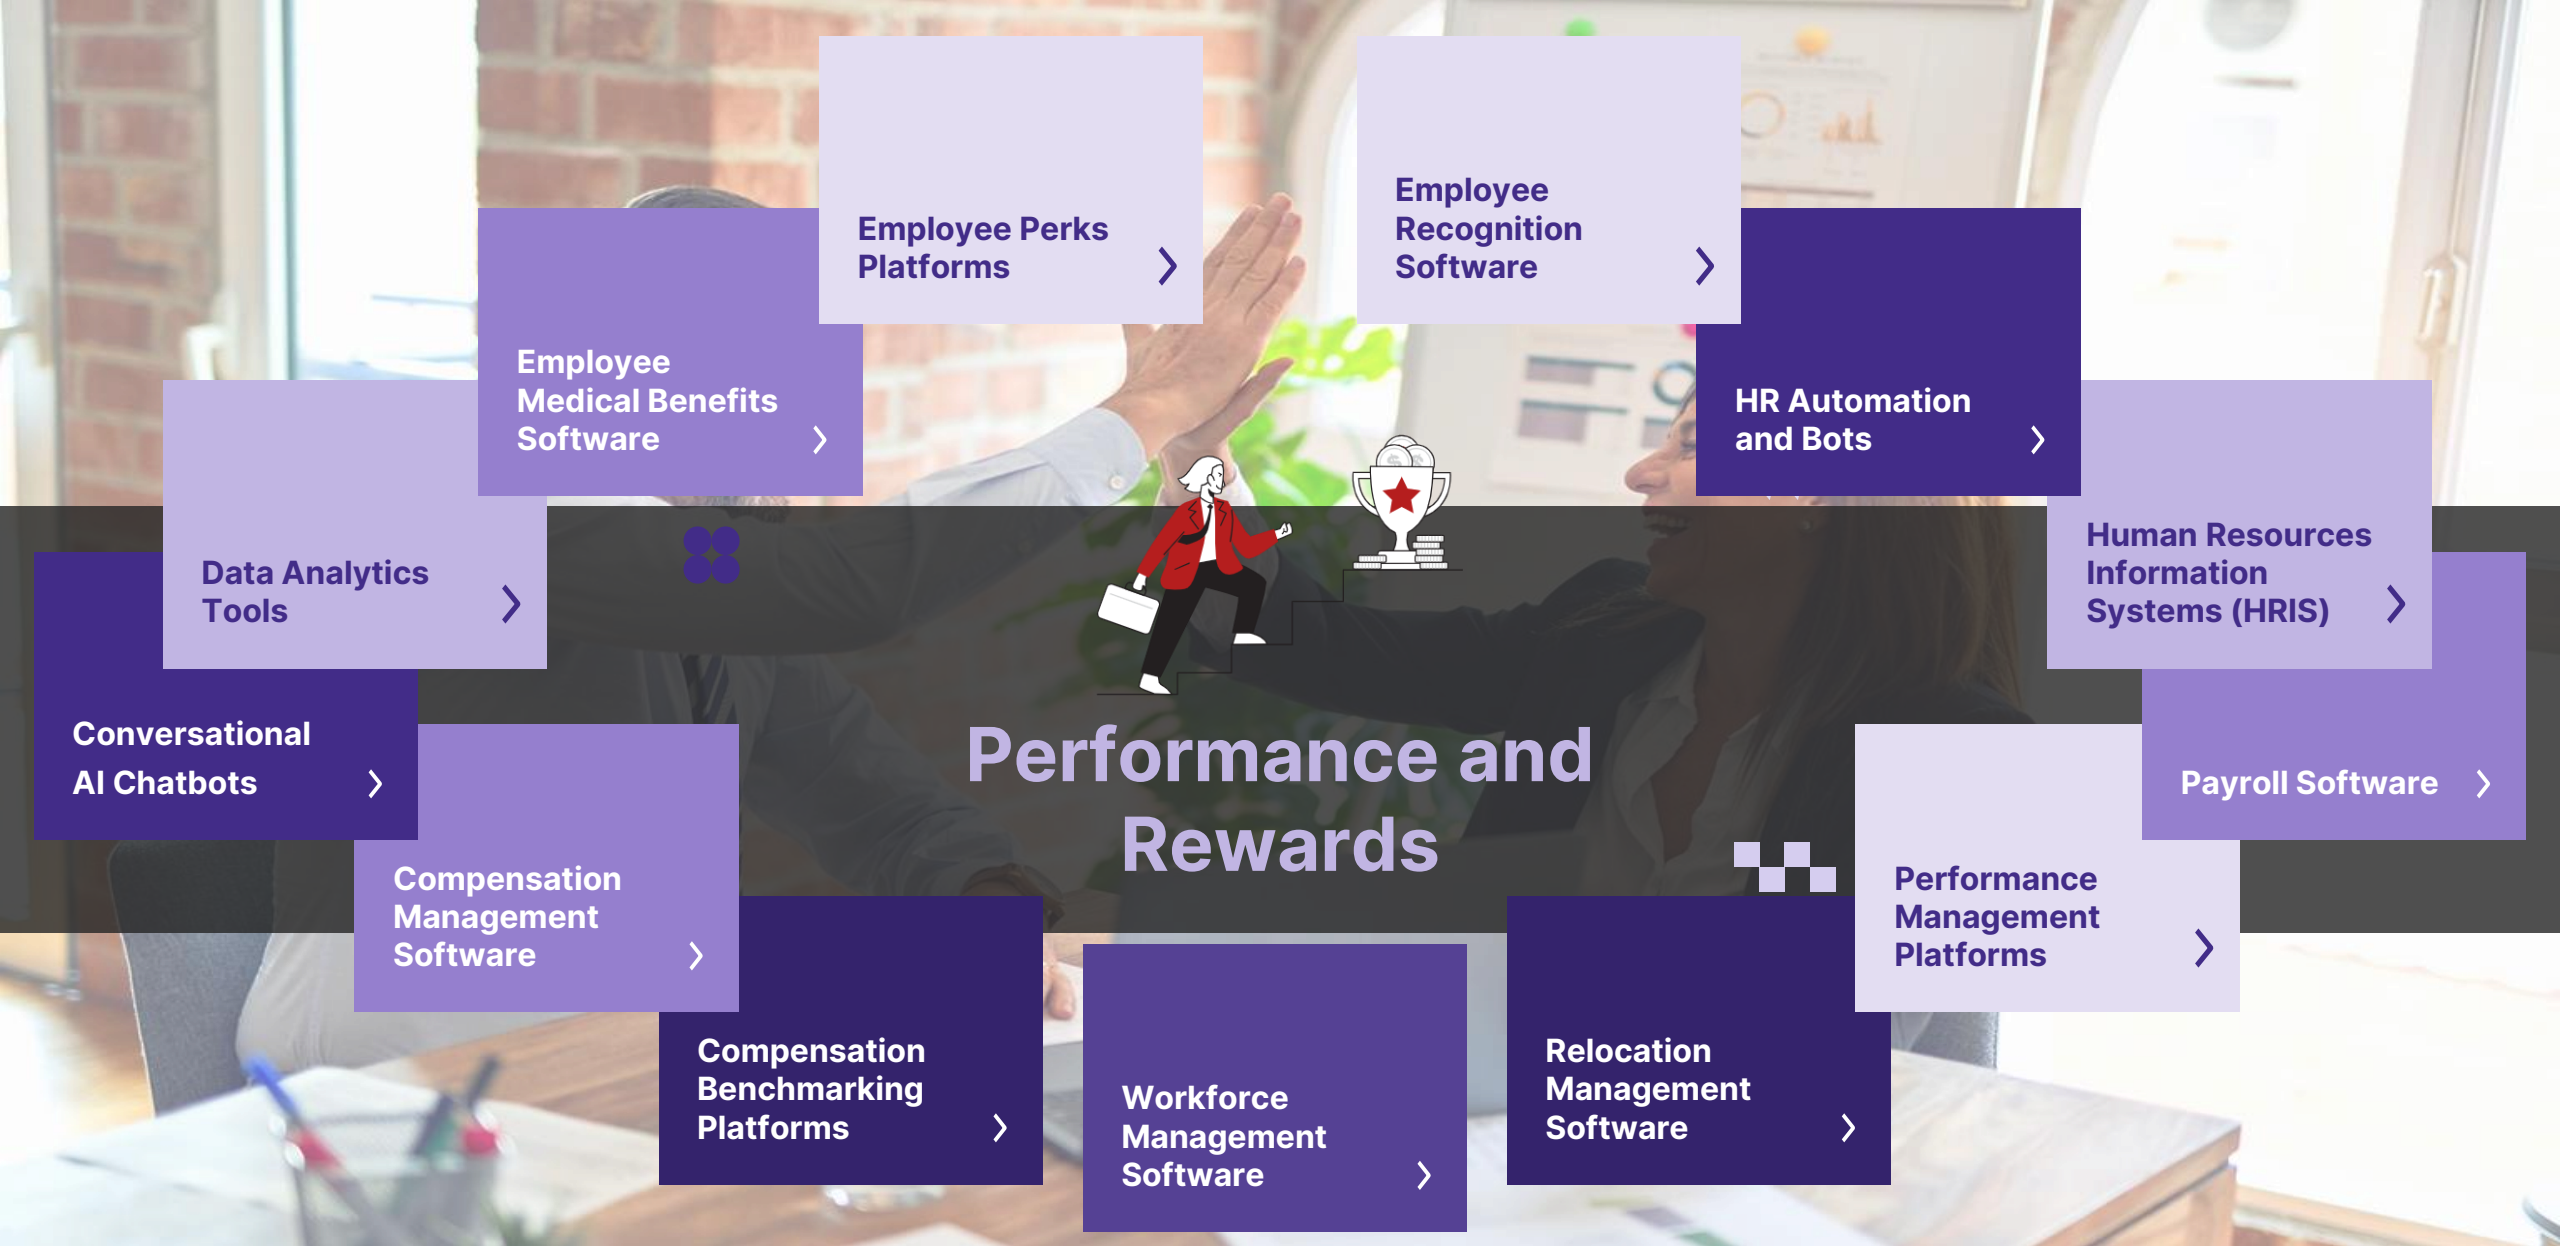 Employee Perks
Platforms
Employee
Recognition
Software
Employee
Medical Benefits
Software
HR Automation
and Bots
Data Analytics
Tools
Human Resources
Information
Systems (HRIS)
Conversational
AI Chatbots
Payroll Software
Performance and
Rewards
Compensation
Management
Software
Performance
Management
Platforms
Compensation
Benchmarking
Platforms
Workforce
Management
Software
Relocation
Management
Software